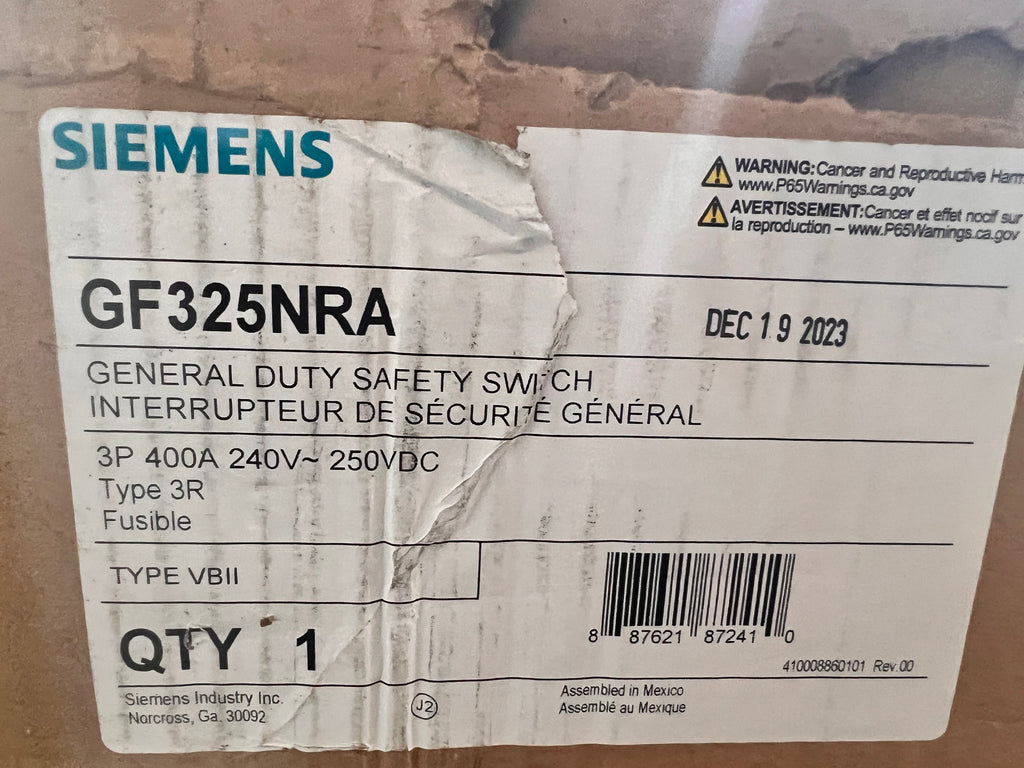 SIEMENS
WARNING: Cancer and Reproductive Harm
www.P65Warnings.ca.gov
AVERTISSEMENT: Cancer et effet nocif sur
la reproduction – www.P65Warnings.ca.gov
GF325NRA
DEC 19 2023
GENERAL DUTY SAFETY SWITCH
INTERRUPTEUR DE SÉCURITÉ GÉNÉRAL
3P 400A 240V~ 250VDC
Type 3R
Fusible
TYPE VBII
8 87621 87241 0
QTY 1
410008860101 Rev.00
Siemens Industry Inc.
Norcross, Ga. 30092
J2
Assembled in Mexico
Assemblé au Mexique